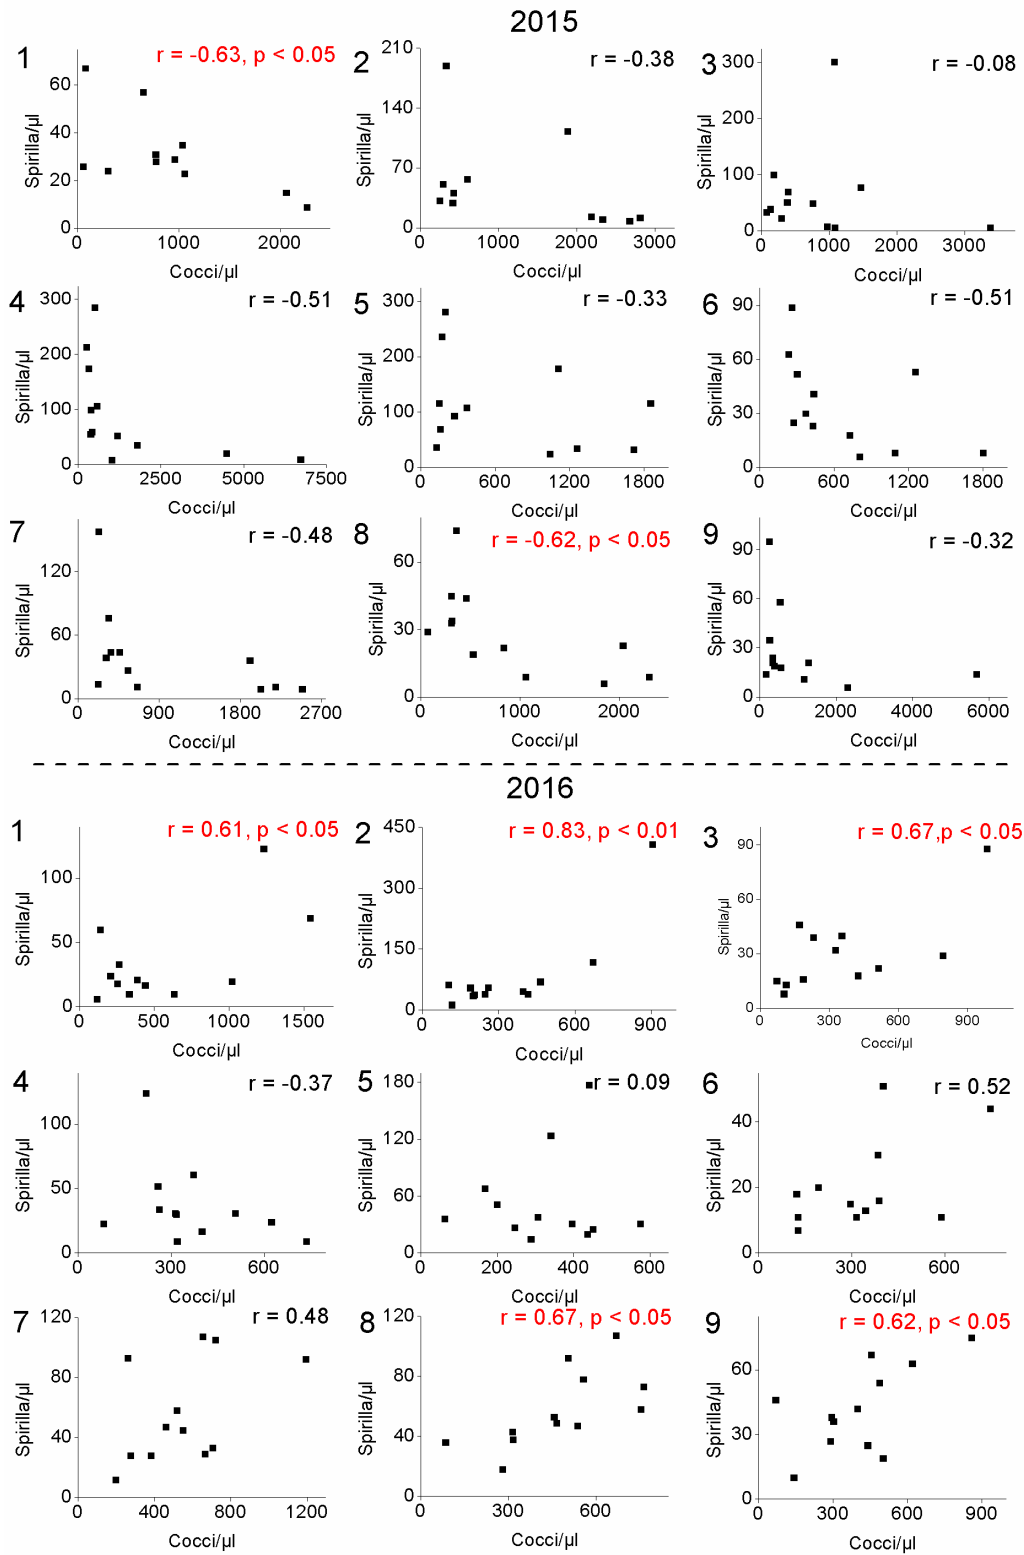 2015
1
r = -0.63, p < 0.05
Spirilla/µl
60
40
20
0
0 1000 2000
Cocci/µl
2
r = -0.38
Spirilla/µl
210
140
70
0
0 1000 2000 3000
Cocci/µl
3
r = -0.08
Spirilla/µl
300
200
100
0
0 1000 2000 3000
Cocci/µl
4
r = -0.51
Spirilla/µl
300
200
100
0
0 2500 5000 7500
Cocci/µl
5
r = -0.33
Spirilla/µl
300
200
100
0
0 600 1200 1800
Cocci/µl
6
r = -0.51
Spirilla/µl
90
60
30
0
0 600 1200 1800
Cocci/µl
7
r = -0.48
Spirilla/µl
120
60
0
0 900 1800 2700
Cocci/µl
8
r = -0.62, p < 0.05
Spirilla/µl
60
30
0
0 1000 2000
Cocci/µl
9
r = -0.32
Spirilla/µl
90
60
30
0
0 2000 4000 6000
Cocci/µl
2016
1
r = 0.61, p < 0.05
Spirilla/µl
100
50
0
0 500 1000 1500
Cocci/µl
2
r = 0.83, p < 0.01
Spirilla/µl
450
300
150
0
0 300 600 900
Cocci/µl
3
r = 0.67,p < 0.05
Spirilla/µl
90
60
30
0
0 300 600 900
Cocci/µl
4
r = -0.37
Spirilla/µl
100
50
0
0 300 600
Cocci/µl
5
r = 0.09
Spirilla/µl
180
120
60
0
0 200 400 600
Cocci/µl
6
r = 0.52
Spirilla/µl
40
20
0
0 300 600
Cocci/µl
7
r = 0.48
Spirilla/µl
120
80
40
0
0 400 800 1200
Cocci/µl
8
r = 0.67, p < 0.05
Spirilla/µl
120
80
40
0
0 300 600
Cocci/µl
9
r = 0.62, p < 0.05
Spirilla/µl
60
30
0
0 300 600 900
Cocci/µl